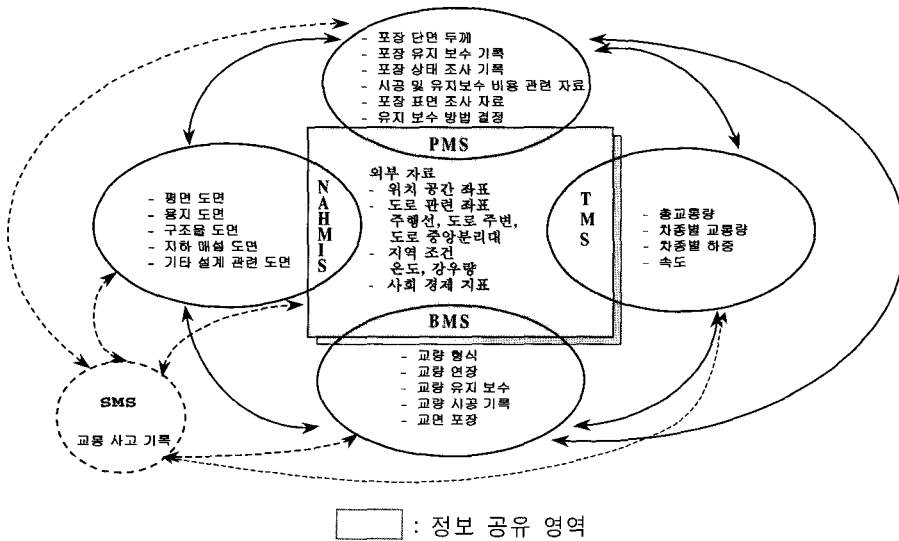 - 포장 단면 두께
- 포장 유지 보수 기록
- 포장 상태 조사 기록
- 시공 및 유지보수 비용 관련 자료
- 포장 표면 조사 자료
- 유지 보수 방법 결정
PMS
NAHMIS
- 평면 도면
- 용지 도면
- 구조물 도면
- 지하 매설 도면
- 기타 설계 관련 도면
외부 자료
- 위치 공간 좌표
- 도로 관련 좌표
주행선, 도로 주변,
도로 중앙분리대
- 지역 조건
온도, 강우량
- 사회 경제 지표
TMS
- 총교통량
- 차종별 교통량
- 차종별 하중
- 속도
BMS
- 교량 형식
- 교량 연장
- 교량 유지 보수
- 교량 시공 기록
- 교면 포장
SMS
교통 사고 기록
: 정보 공유 영역